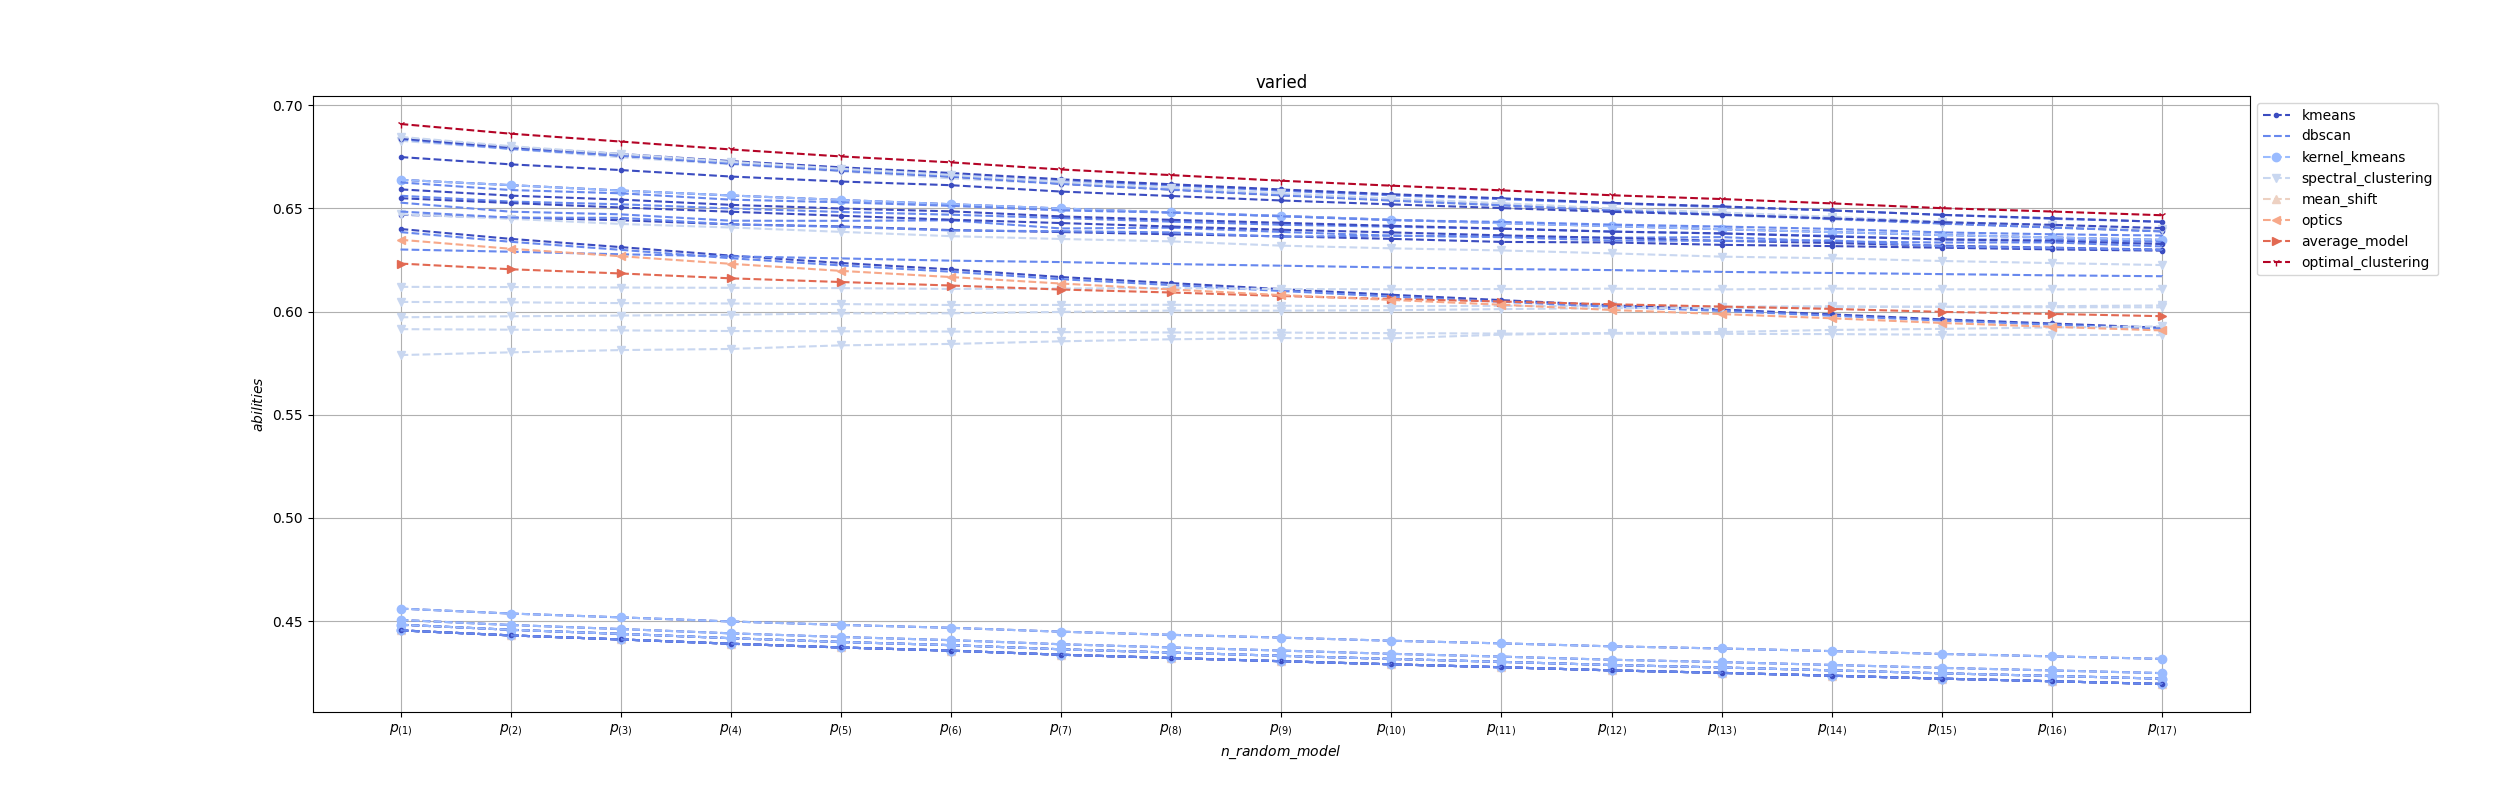 varied
0.70
0.65
0.60
0.55
0.50
0.45
abilities
p(1) p(2) p(3) p(4) p(5) p(6) p(7) p(8) p(9) p(10) p(11) p(12) p(13) p(14) p(15) p(16) p(17)
n_random_model
kmeans
dbscan
kernel_kmeans
spectral_clustering
mean_shift
optics
average_model
optimal_clustering